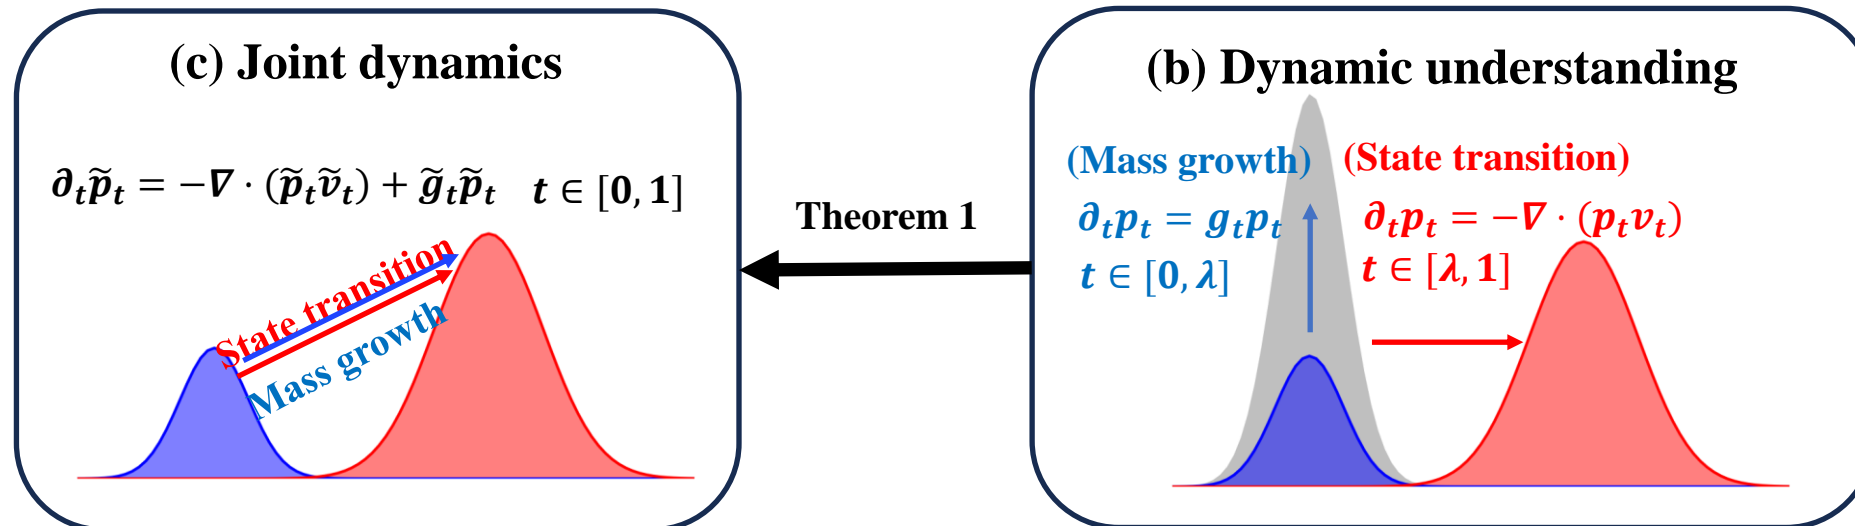 (c) Joint dynamics
∂ₜp̃ₜ = −∇ · (p̃ₜṽₜ) + g̃ₜp̃ₜ t ∈ [0, 1]
State transition
Mass growth
Theorem 1
(b) Dynamic understanding
(Mass growth)
∂ₜpₜ = gₜpₜ
t ∈ [0, λ]
(State transition)
∂ₜpₜ = −∇ · (pₜvₜ)
t ∈ [λ, 1]